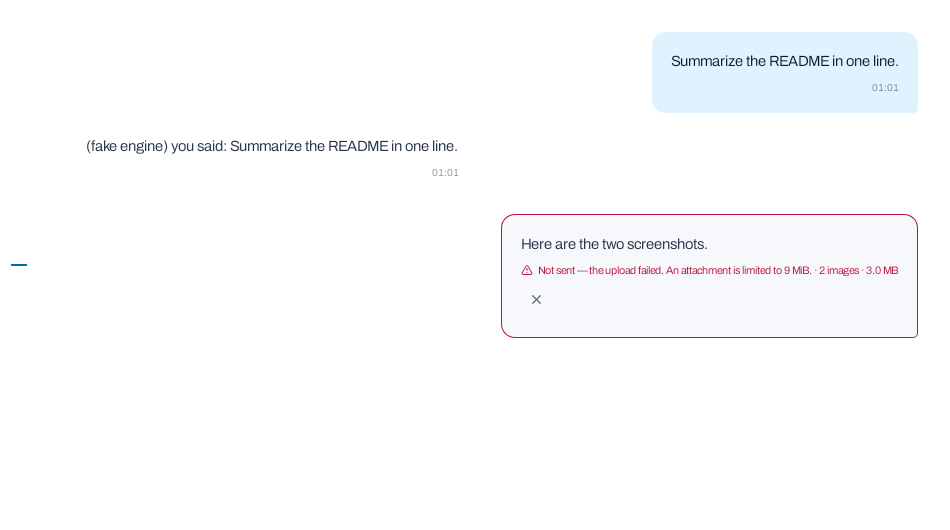 Summarize the README in one line.
01:01
(fake engine) you said: Summarize the README in one line.
01:01
Here are the two screenshots.
Not sent — the upload failed. An attachment is limited to 9 MiB. · 2 images · 3.0 MB